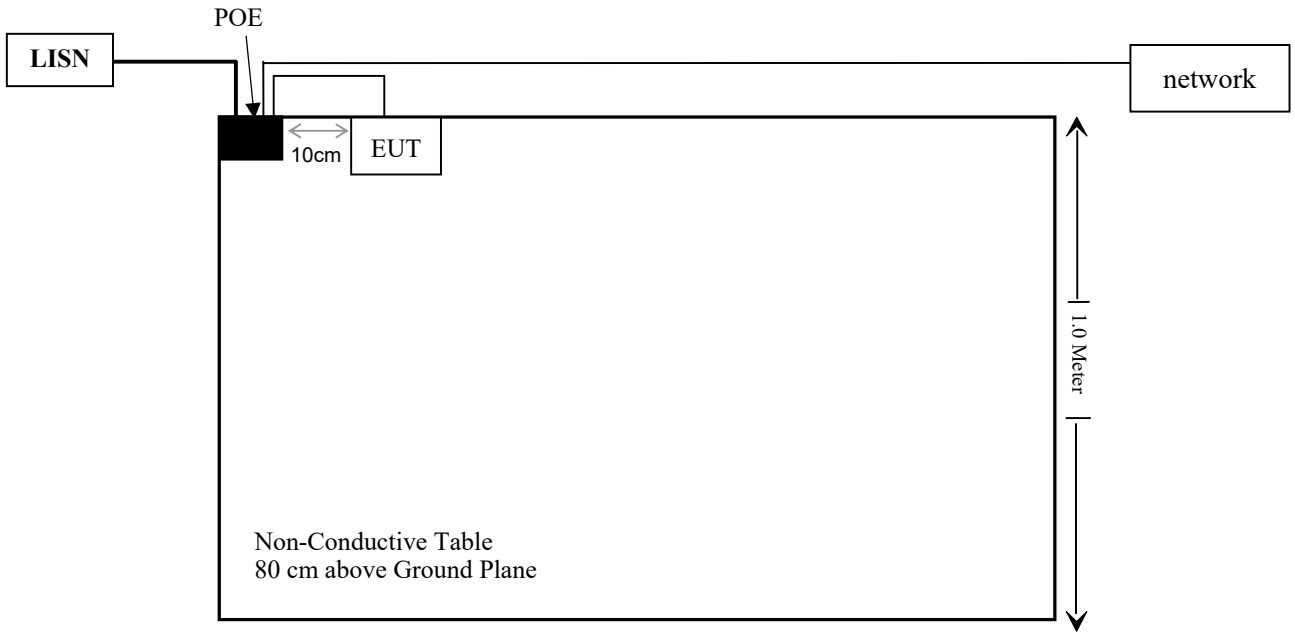 POE
LISN
network
10cm
EUT
1.0 Meter
Non-Conductive Table
80 cm above Ground Plane